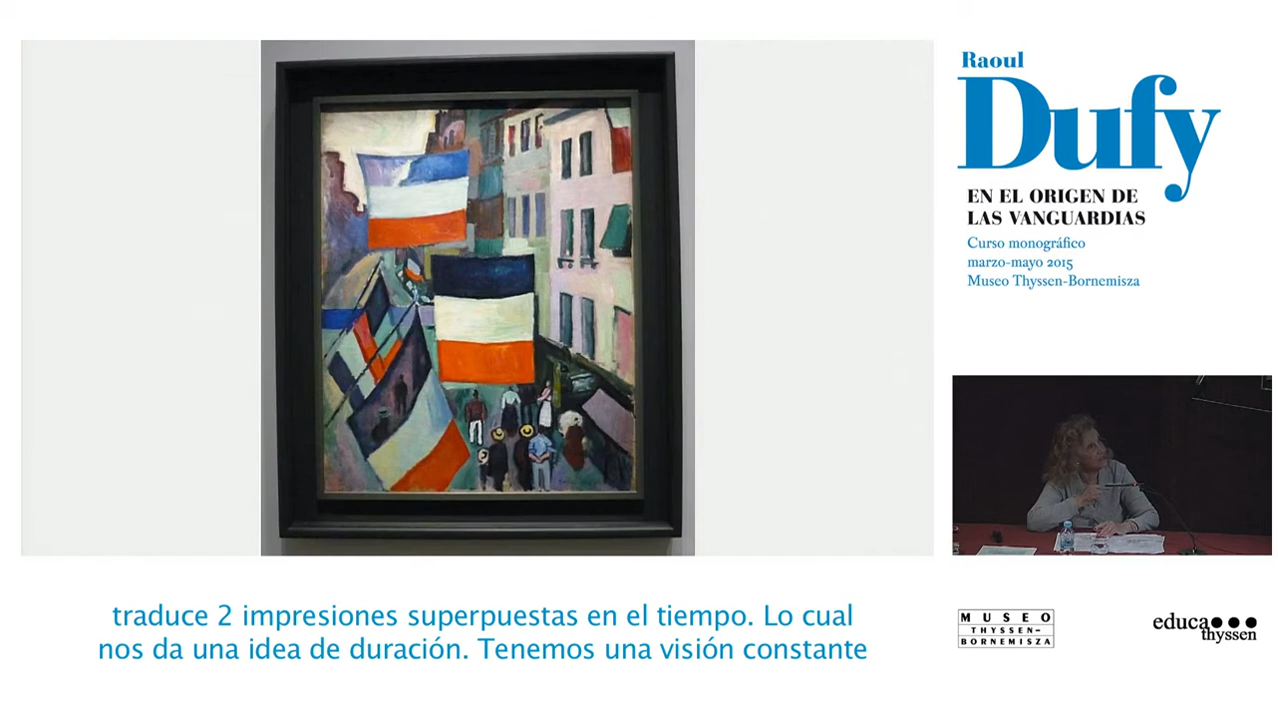 Raoul
Dufy
EN EL ORIGEN DE
LAS VANGUARDIAS
Curso monográfico
marzo-mayo 2015
Museo Thyssen-Bornemisza
traduce 2 impresiones superpuestas en el tiempo. Lo cual
nos da una idea de duración. Tenemos una visión constante
MUSEO
THYSSEN-
BORNEMISZA
educa
thyssen